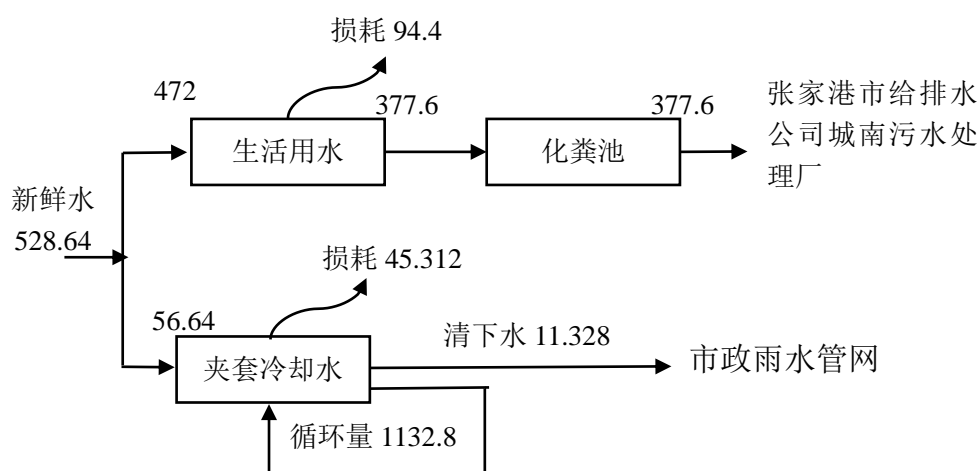 损耗 94.4
472
377.6
377.6
生活用水
化粪池
张家港市给排水
公司城南污水处
理厂
新鲜水
528.64
损耗 45.312
56.64
清下水 11.328
夹套冷却水
市政雨水管网
循环量 1132.8